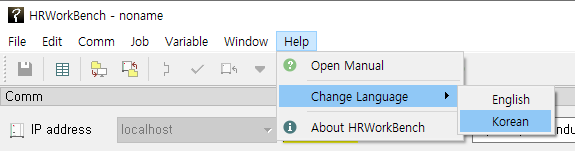 HRWorkBench - noname
File Edit Comm Job Variable Window Help
Open Manual
Change Language
English
Korean
About HRWorkBench
Comm
IP address localhost